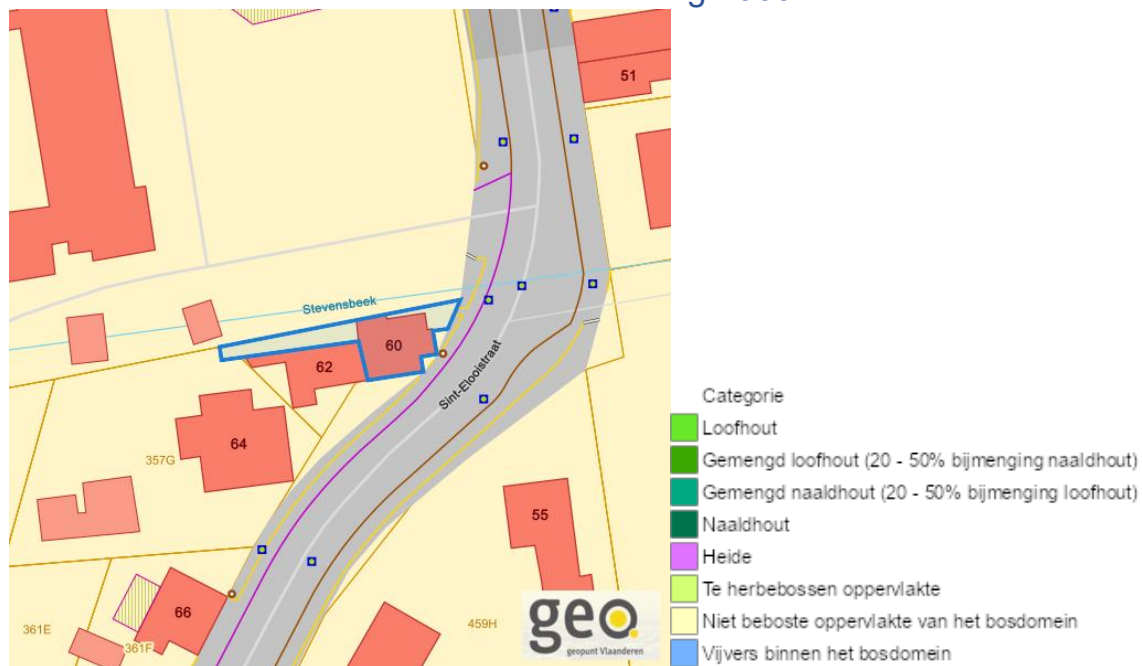 51
Stevensbeek
60
62
Sint-Elooistraat
64
357G
55
66
361E
361F
459H
geo.
geopunt Vlaanderen
Categorie
Loofhout
Gemengd loofhout (20 - 50% bijmenging naaldhout)
Gemengd naaldhout (20 - 50% bijmenging loofhout)
Naaldhout
Heide
Te herbebossen oppervlakte
Niet beboste oppervlakte van het bosdomein
Vijvers binnen het bosdomein